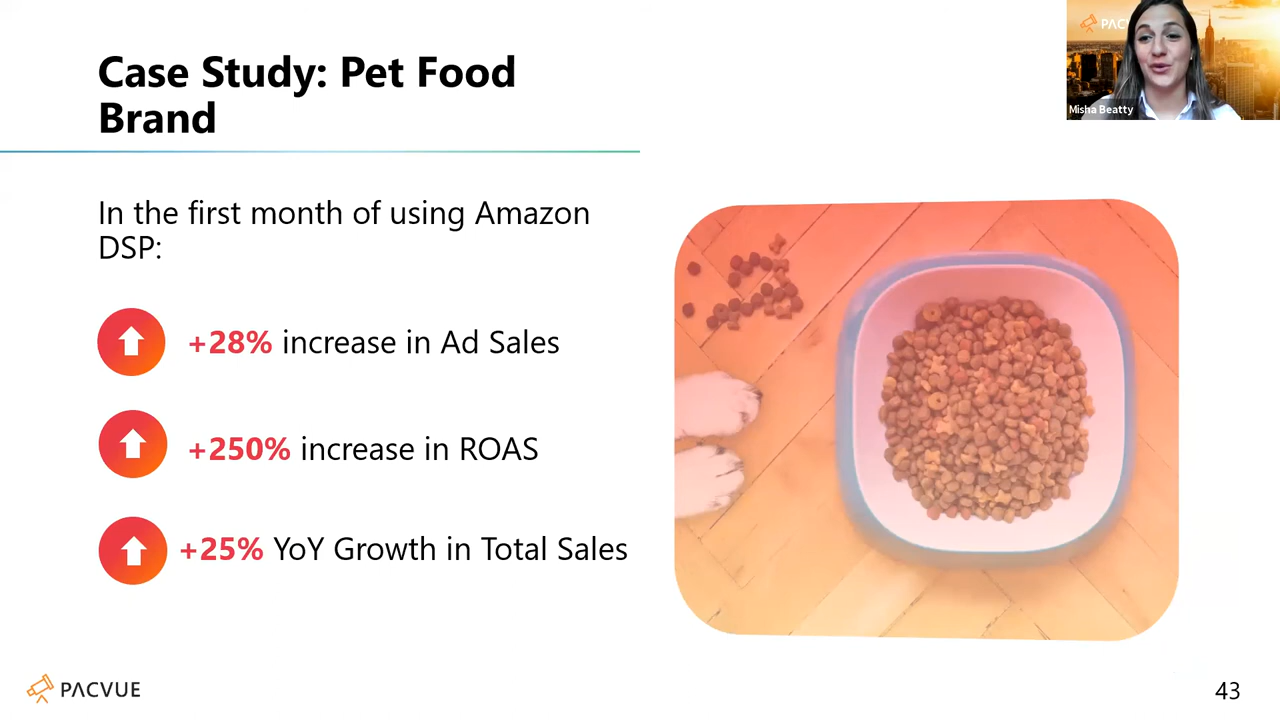 Case Study: Pet Food
Brand
PAC
Misha Beatty
In the first month of using Amazon
DSP:
+28% increase in Ad Sales
+250% increase in ROAS
+25% YoY Growth in Total Sales
PACVUE
43